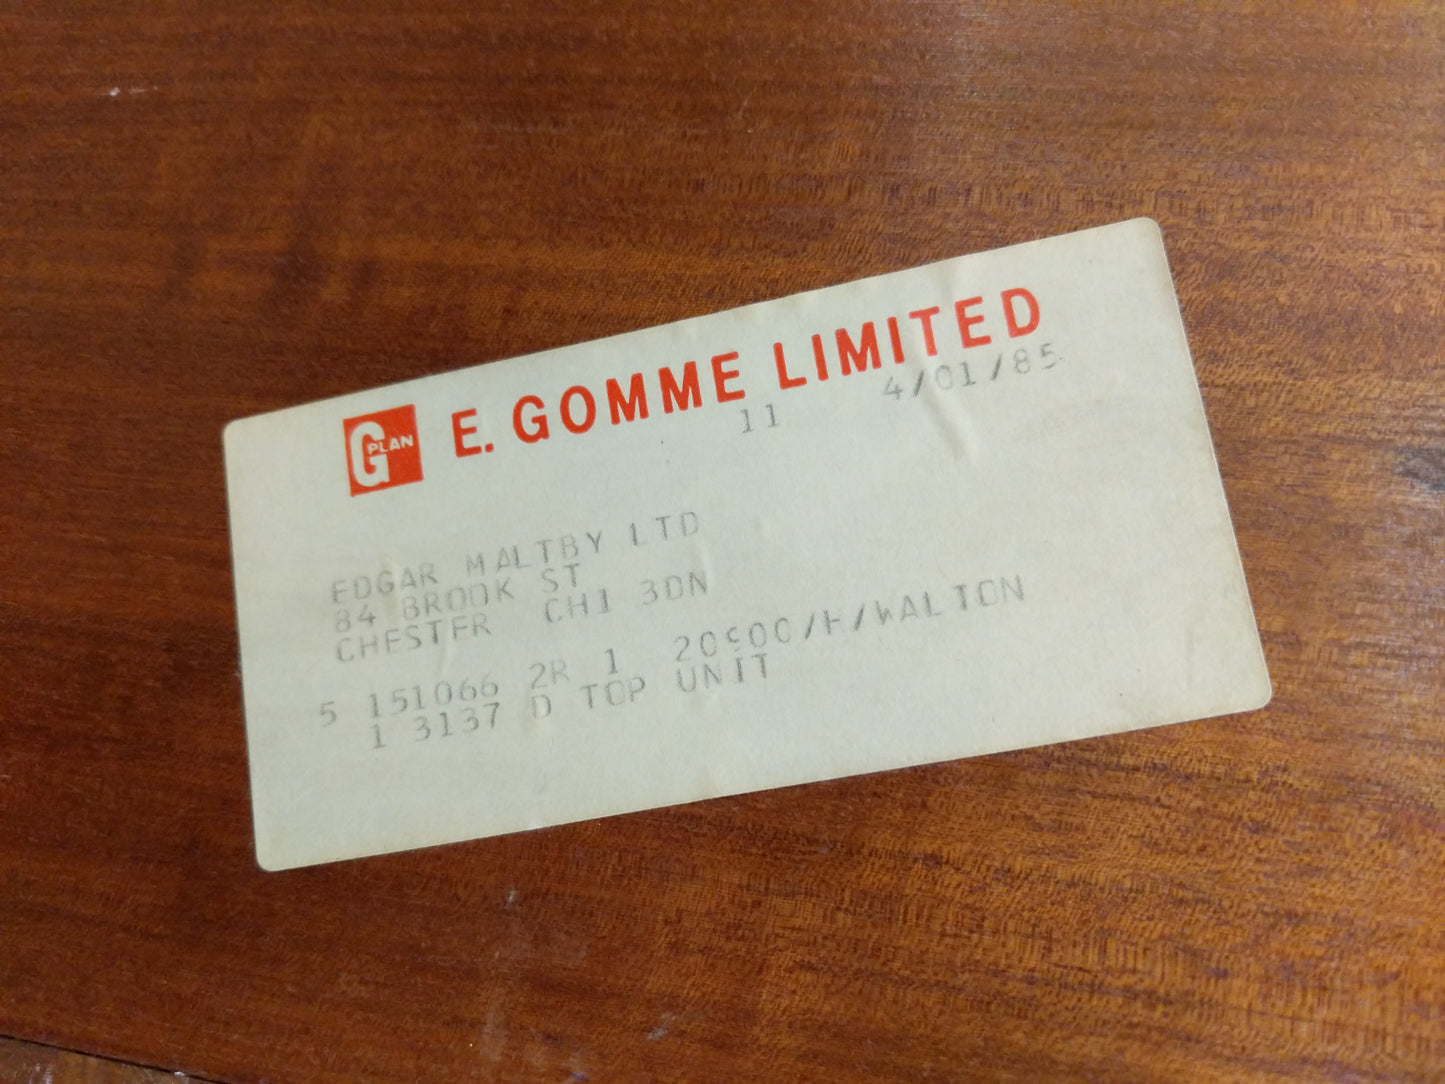 G PLAN E. GOMME LIMITED
11 4/01/85
EDGAR MALTBY LTD
84 BROOK ST
CHESTER CH1 3DN
5 151066 2R 1 20900/H/WALTON
1 3137 D TOP UNIT